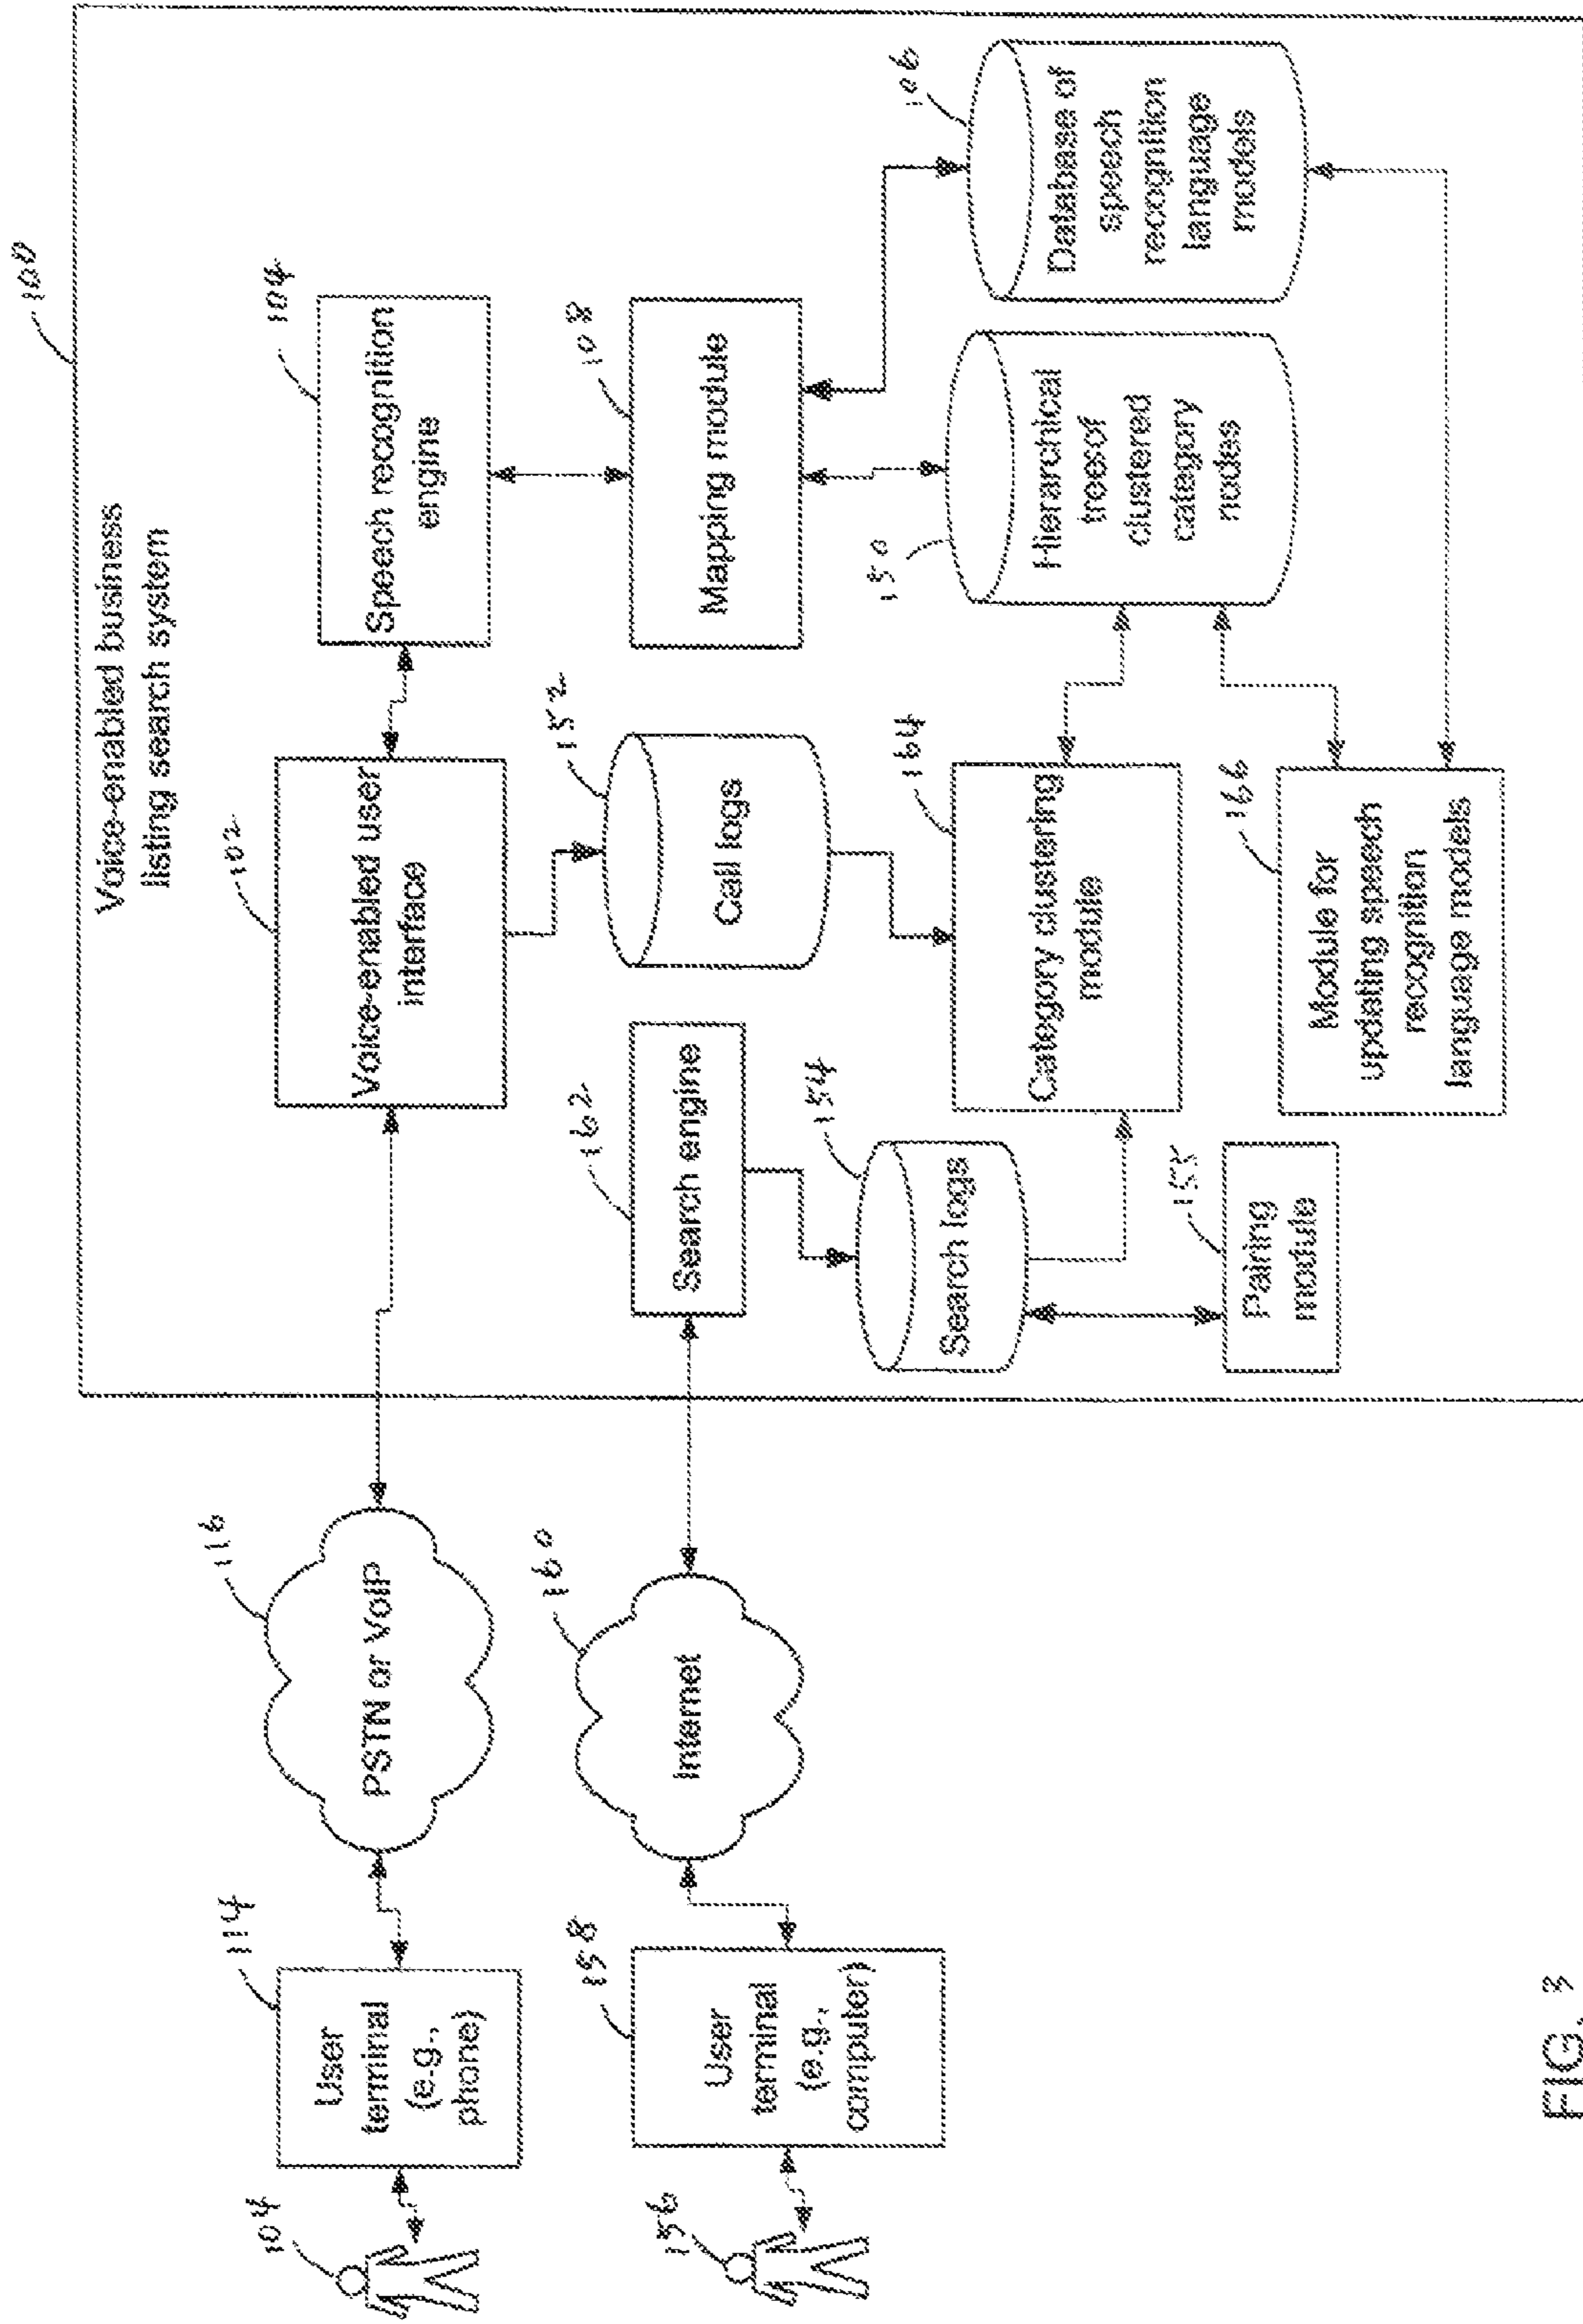 100
Voice-enabled business
listing search system
104
114
116
102
104
User
terminal
(e.g.,
phone)
PSTN or VoIP
Voice-enabled user
interface
Speech recognition
engine
156
158
160
162
152
108
User
terminal
(e.g.,
computer)
Internet
Search engine
Call logs
Mapping module
154
Search logs
164
Category clustering
module
150
Hierarchical
treesof
clustered
category
nodes
106
Database of
speech
recognition
language
models
155
Pairing
module
166
Module for
updating speech
recognition
language models
FIG. 3